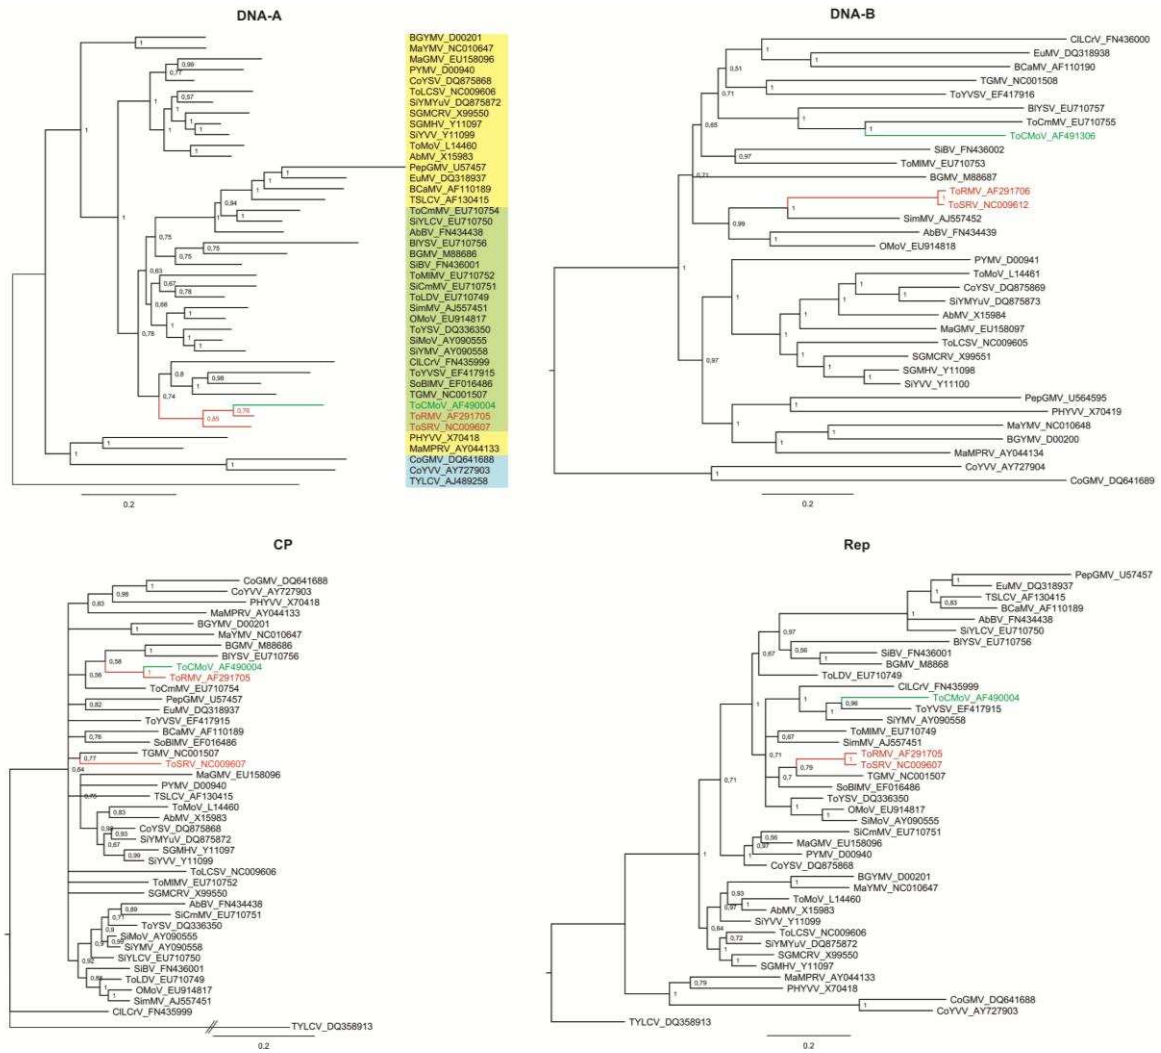 DNA-A
BGYMV_D00201
MaYMV_NC010647
MaGMV_EU158096
PYMV_D00940
CoYSV_DQ875868
ToLCSV_NC009606
SiYMYuV_DQ875872
SGMCRV_X99550
SGMHV_Y11097
SiYVV_Y11099
ToMoV_L14460
AbMV_X15983
PepGMV_U57457
EuMV_DQ318937
BCaMV_AF110189
TSLCV_AF130415
ToCmMV_EU710754
SiYLCV_EU710750
AbBV_FN434438
BlYSV_EU710756
BGMV_M88686
SiBV_FN436001
ToMlMV_EU710752
SiCmMV_EU710751
ToLDV_EU710749
SimMV_AJ557451
OMoV_EU914817
ToYSV_DQ336350
SiMoV_AY090555
SiYMV_AY090558
ClLCrV_FN435999
ToYVSV_EF417915
SoBlMV_EF016486
TGMV_NC001507
ToCMoV_AF490004
ToRMV_AF291705
ToSRV_NC009607
PHYVV_X70418
MaMPRV_AY044133
CoGMV_DQ641688
CoYVV_AY727903
TYLCV_AJ489258
0.2
DNA-B
ClLCrV_FN436000
EuMV_DQ318938
BCaMV_AF110190
TGMV_NC001508
ToYVSV_EF417916
BlYSV_EU710757
ToCmMV_EU710755
ToCMoV_AF491306
SiBV_FN436002
ToMlMV_EU710753
BGMV_M88687
ToRMV_AF291706
ToSRV_NC009612
SimMV_AJ557452
AbBV_FN434439
OMoV_EU914818
PYMV_D00941
ToMoV_L14461
CoYSV_DQ875869
SiYMYuV_DQ875873
AbMV_X15984
MaGMV_EU158097
ToLCSV_NC009605
SGMCRV_X99551
SGMHV_Y11098
SiYVV_Y11100
PepGMV_U564595
PHYVV_X70419
MaYMV_NC010648
BGYMV_D00200
MaMPRV_AY044134
CoYVV_AY727904
CoGMV_DQ641689
0.2
CP
CoGMV_DQ641688
CoYVV_AY727903
PHYVV_X70418
MaMPRV_AY044133
BGYMV_D00201
MaYMV_NC010647
BGMV_M88686
BlYSV_EU710756
ToCMoV_AF490004
ToRMV_AF291705
ToCmMV_EU710754
PepGMV_U57457
EuMV_DQ318937
ToYVSV_EF417915
BCaMV_AF110189
SoBlMV_EF016486
TGMV_NC001507
ToSRV_NC009607
MaGMV_EU158096
PYMV_D00940
TSLCV_AF130415
ToMoV_L14460
AbMV_X15983
CoYSV_DQ875868
SiYMYuV_DQ875872
SGMHV_Y11097
SiYVV_Y11099
ToLCSV_NC009606
ToMlMV_EU710752
SGMCRV_X99550
AbBV_FN434438
SiCmMV_EU710751
ToYSV_DQ336350
SiMoV_AY090555
SiYMV_AY090558
SiYLCV_EU710750
SiBV_FN436001
ToLDV_EU710749
OMoV_EU914817
SimMV_AJ557451
ClLCrV_FN435999
TYLCV_DQ358913
0.2
Rep
PepGMV_U57457
EuMV_DQ318937
TSLCV_AF130415
BCaMV_AF110189
AbBV_FN434438
SiYLCV_EU710750
BlYSV_EU710756
SiBV_FN436001
BGMV_M8868
ToLDV_EU710749
ClLCrV_FN435999
ToCMoV_AF490004
ToYVSV_EF417915
SiYMV_AY090558
ToMlMV_EU710749
SimMV_AJ557451
ToRMV_AF291705
ToSRV_NC009607
TGMV_NC001507
SoBlMV_EF016486
ToYSV_DQ336350
OMoV_EU914817
SiMoV_AY090555
SiCmMV_EU710751
MaGMV_EU158096
PYMV_D00940
CoYSV_DQ875868
BGYMV_D00201
MaYMV_NC010647
ToMoV_L14460
AbMV_X15983
SiYVV_Y11099
ToLCSV_NC009606
SiYMYuV_DQ875872
SGMCRV_X99550
SGMHV_Y11097
MaMPRV_AY044133
PHYVV_X70418
CoGMV_DQ641688
CoYVV_AY727903
TYLCV_DQ358913
0.2